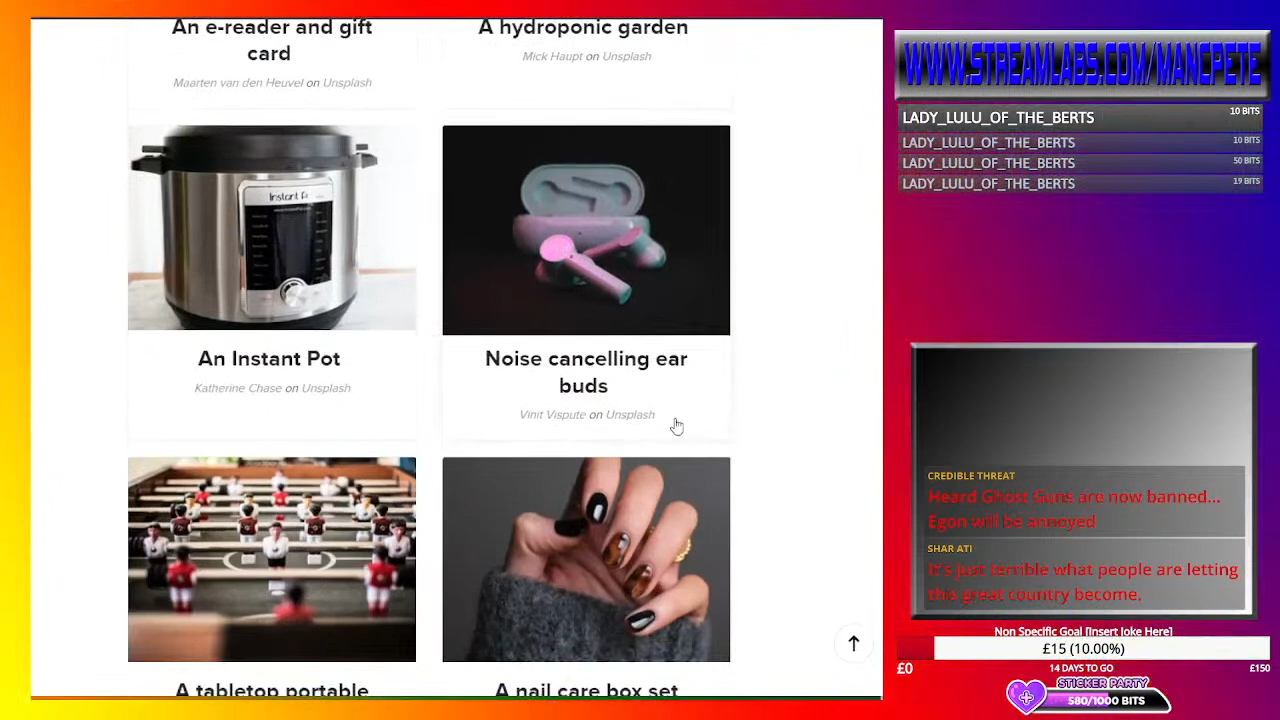 An e-reader and gift
card
Maarten van den Heuvel on Unsplash
A hydroponic garden
Mick Haupt on Unsplash
Instant P
An Instant Pot
Katherine Chase on Unsplash
Noise cancelling ear
buds
Vinit Vispute on Unsplash
A tabletop portable
A nail care box set
WWW.STREAMLABS.COM/MANCPETE
LADY_LULU_OF_THE_BERTS 10 BITS
LADY_LULU_OF_THE_BERTS 10 BITS
LADY_LULU_OF_THE_BERTS 50 BITS
LADY_LULU_OF_THE_BERTS 19 BITS
CREDIBLE THREAT
Heard Ghost Guns are now banned...
Egon will be annoyed
SHAR ATI
It's just terrible what people are letting
this great country become.
Non Specific Goal [Insert Joke Here]
£15 (10.00%)
£0 14 DAYS TO GO £150
STICKER PARTY
580/1000 BITS